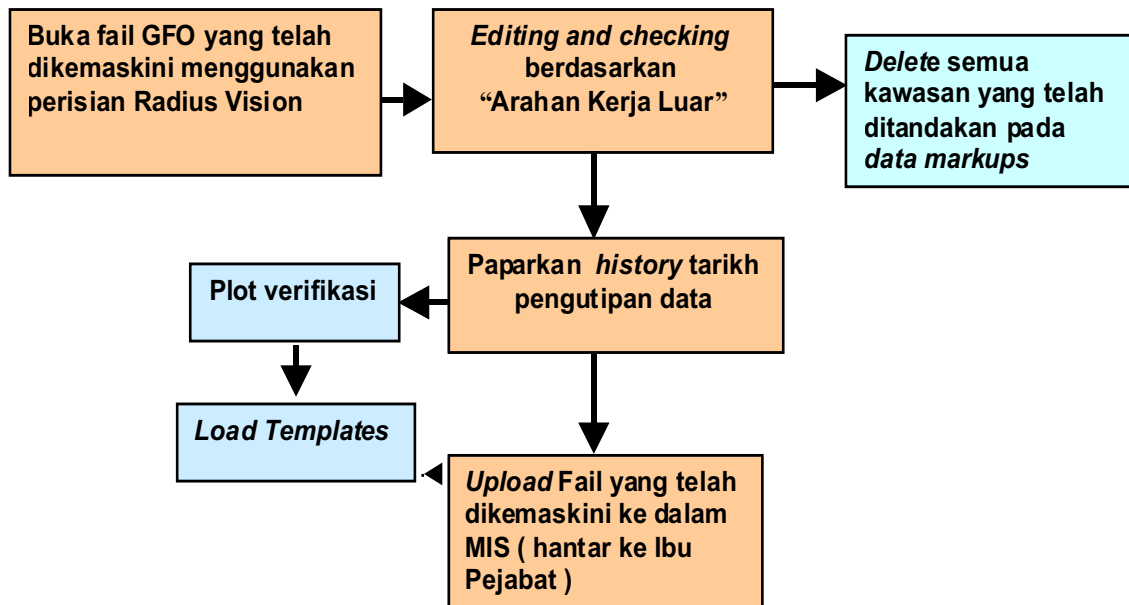 Buka fail GFO yang telah
dikemaskini menggunakan
perisian Radius Vision
Editing and checking
berdasarkan
“Arahan Kerja Luar”
Delete semua
kawasan yang telah
ditandakan pada
data markups
Paparkan history tarikh
pengutipan data
Plot verifikasi
Load Templates
Upload Fail yang telah
dikemaskini ke dalam
MIS ( hantar ke Ibu
Pejabat )